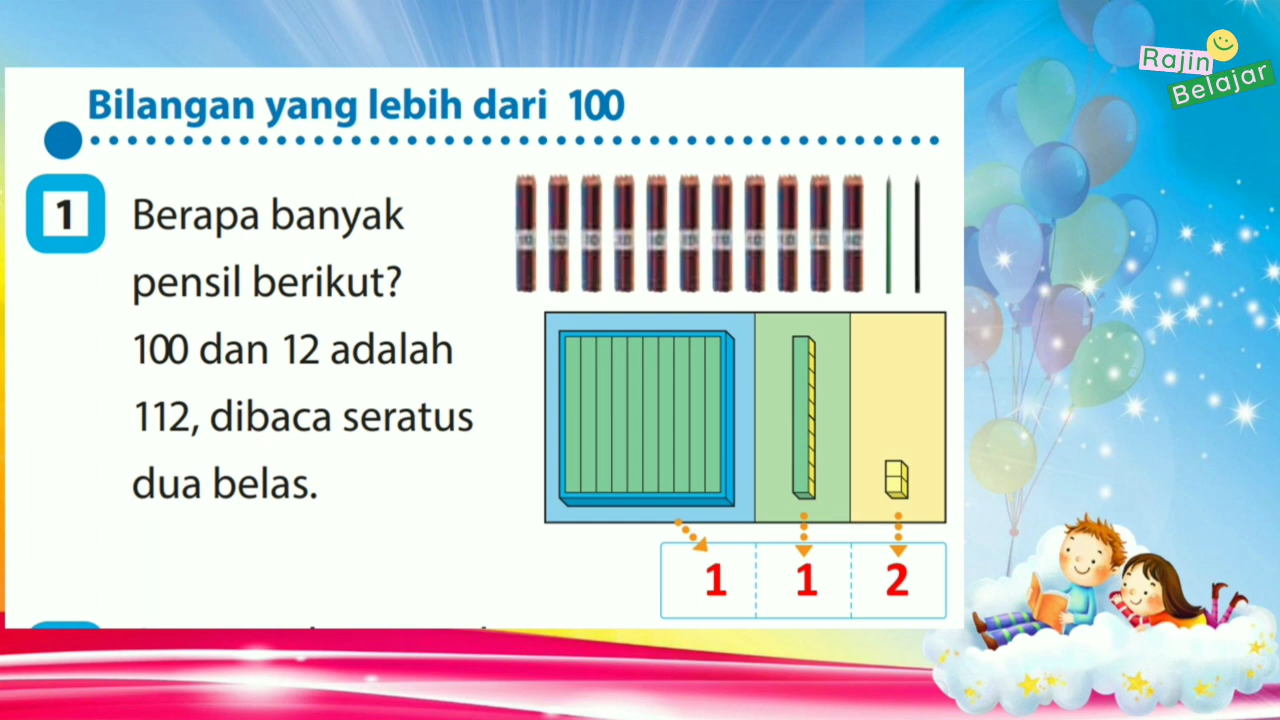 Rajin
Belajar
Bilangan yang lebih dari 100
1
Berapa banyak
pensil berikut?
100 dan 12 adalah
112, dibaca seratus
dua belas.
1 1 2